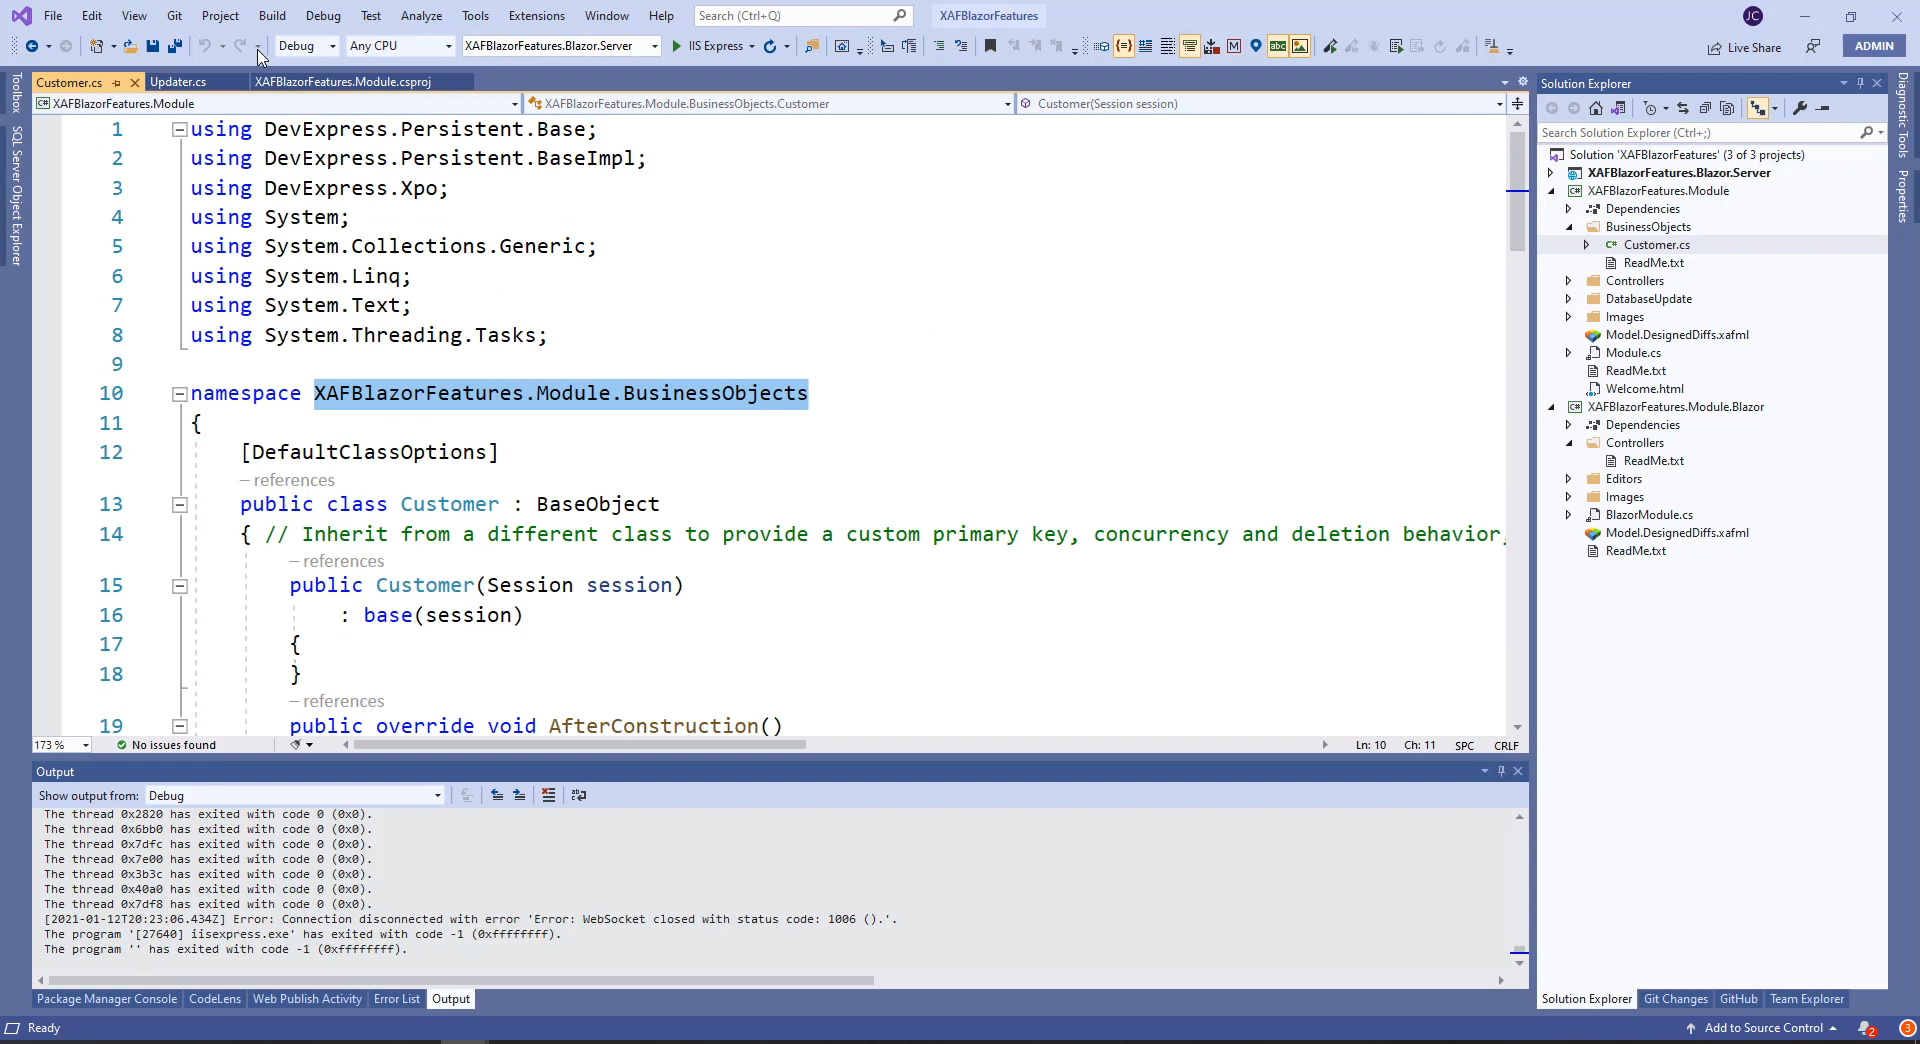 File Edit View Git Project Build Debug Test Analyze Tools Extensions Window Help Search (Ctrl+Q) XAFBlazorFeatures JC
Debug Any CPU XAFBlazorFeatures.Blazor.Server IIS Express Live Share ADMIN
Toolbox
SQL Server Object Explorer
Customer.cs Updater.cs XAFBlazorFeatures.Module.csproj
XAFBlazorFeatures.Module XAFBlazorFeatures.Module.BusinessObjects.Customer Customer(Session session)
1 using DevExpress.Persistent.Base;
2 using DevExpress.Persistent.BaseImpl;
3 using DevExpress.Xpo;
4 using System;
5 using System.Collections.Generic;
6 using System.Linq;
7 using System.Text;
8 using System.Threading.Tasks;
9
10 namespace XAFBlazorFeatures.Module.BusinessObjects
11 {
12 [DefaultClassOptions]
– references
13 public class Customer : BaseObject
14 { // Inherit from a different class to provide a custom primary key, concurrency and deletion behavior,
– references
15 public Customer(Session session)
16 : base(session)
17 {
18 }
– references
19 public override void AfterConstruction()
173 % No issues found Ln: 10 Ch: 11 SPC CRLF
Output
Show output from: Debug
The thread 0x2820 has exited with code 0 (0x0).
The thread 0x6bb0 has exited with code 0 (0x0).
The thread 0x7dfc has exited with code 0 (0x0).
The thread 0x7e00 has exited with code 0 (0x0).
The thread 0x3b3c has exited with code 0 (0x0).
The thread 0x40a0 has exited with code 0 (0x0).
The thread 0x7df8 has exited with code 0 (0x0).
[2021-01-12T20:23:06.434Z] Error: Connection disconnected with error 'Error: WebSocket closed with status code: 1006 ().'.
The program '[27640] iisexpress.exe' has exited with code -1 (0xffffffff).
The program '' has exited with code -1 (0xffffffff).
Package Manager Console CodeLens Web Publish Activity Error List Output
Solution Explorer
Search Solution Explorer (Ctrl+;)
Solution 'XAFBlazorFeatures' (3 of 3 projects)
XAFBlazorFeatures.Blazor.Server
XAFBlazorFeatures.Module
Dependencies
BusinessObjects
Customer.cs
ReadMe.txt
Controllers
DatabaseUpdate
Images
Model.DesignedDiffs.xafml
Module.cs
ReadMe.txt
Welcome.html
XAFBlazorFeatures.Module.Blazor
Dependencies
Controllers
ReadMe.txt
Editors
Images
BlazorModule.cs
Model.DesignedDiffs.xafml
ReadMe.txt
Solution Explorer Git Changes GitHub Team Explorer
Diagnostic Tools
Properties
Ready Add to Source Control 2 3